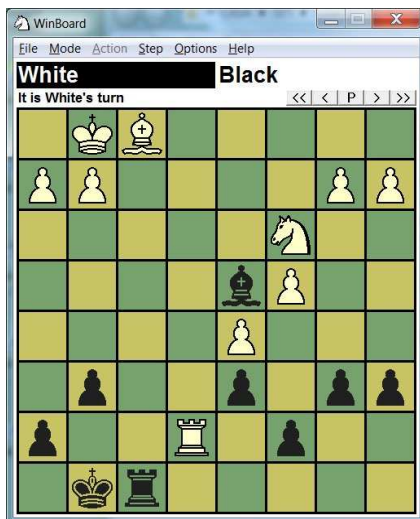 WinBoard
File Mode Action Step Options Help
White Black
It is White's turn << < P > >>